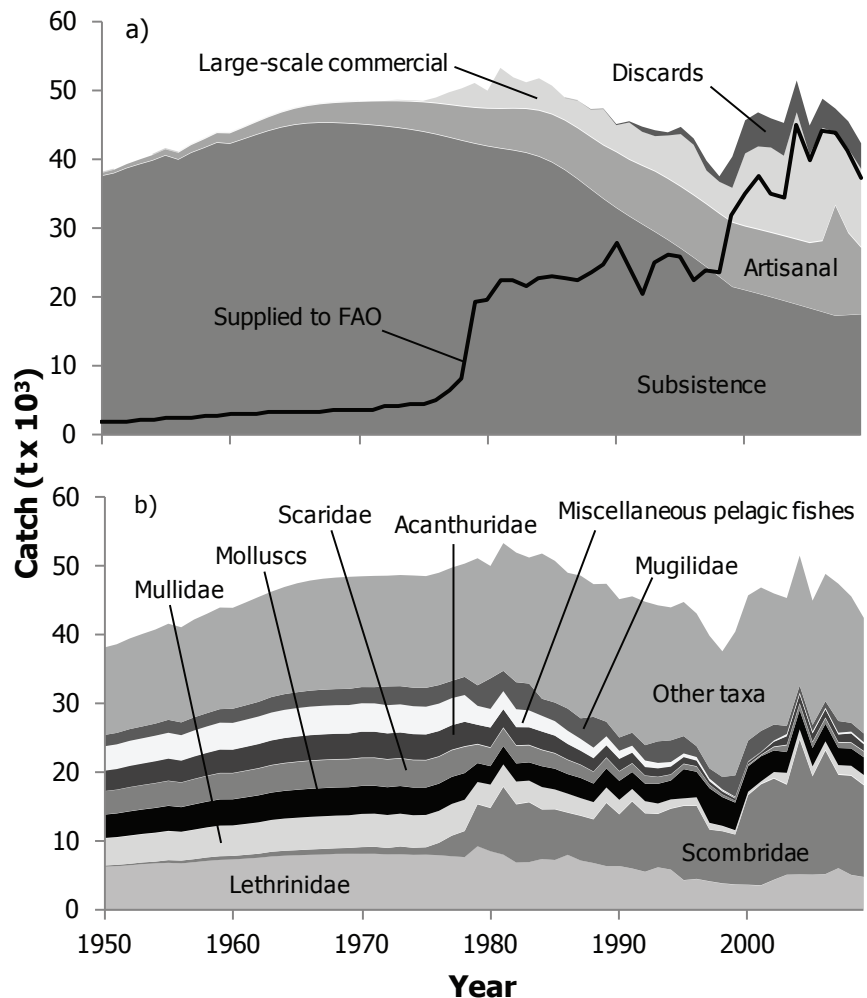 60
a)
Large-scale commercial
Discards
50
40
30
Artisanal
20
Supplied to FAO
10
Subsistence
0
Catch (t x 10³)
60
b)
Miscellaneous pelagic fishes
Scaridae
Acanthuridae
50
Molluscs
Mugilidae
Mullidae
40
30
Other taxa
20
10
Scombridae
Lethrinidae
0
1950 1960 1970 1980 1990 2000
Year